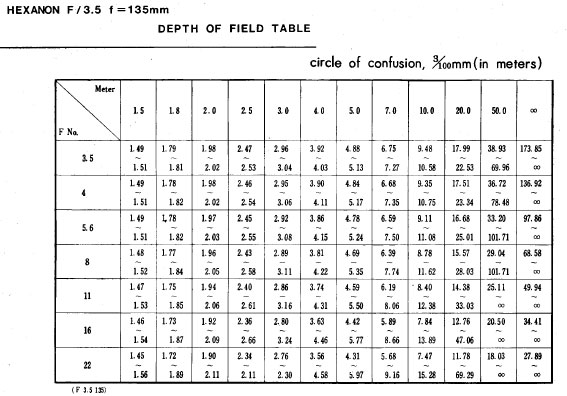 HEXANON F/3.5 f=135mm
DEPTH OF FIELD TABLE
circle of confusion, 3/100mm (in meters)
Meter 1.5 1.8 2.0 2.5 3.0 4.0 5.0 7.0 10.0 20.0 50.0 ∞
F No.
1.49 1.79 1.98 2.47 2.96 3.92 4.88 6.75 9.48 17.99 38.93 173.85
3.5 ~ ~ ~ ~ ~ ~ ~ ~ ~ ~ ~ ~
1.51 1.81 2.02 2.53 3.04 4.03 5.13 7.27 10.58 22.53 69.96 ∞
1.49 1.78 1.98 2.46 2.95 3.90 4.84 6.68 9.35 17.51 36.72 136.92
4 ~ ~ ~ ~ ~ ~ ~ ~ ~ ~ ~ ~
1.51 1.82 2.02 2.54 3.06 4.11 5.17 7.35 10.75 23.34 78.48 ∞
1.49 1.78 1.97 2.45 2.92 3.86 4.78 6.59 9.11 16.68 33.20 97.86
5.6 ~ ~ ~ ~ ~ ~ ~ ~ ~ ~ ~ ~
1.51 1.82 2.03 2.55 3.08 4.15 5.24 7.50 11.08 25.01 101.71 ∞
1.48 1.77 1.96 2.43 2.89 3.81 4.69 6.39 8.78 15.57 29.04 68.58
8 ~ ~ ~ ~ ~ ~ ~ ~ ~ ~ ~ ~
1.52 1.84 2.05 2.58 3.11 4.22 5.35 7.74 11.62 28.03 101.71 ∞
1.47 1.75 1.94 2.40 2.86 3.74 4.59 6.19 8.40 14.38 25.11 49.94
11 ~ ~ ~ ~ ~ ~ ~ ~ ~ ~ ~ ~
1.53 1.85 2.06 2.61 3.16 4.31 5.50 8.06 12.38 33.03 ∞ ∞
1.46 1.73 1.92 2.36 2.80 3.63 4.42 5.89 7.84 12.76 20.50 34.41
16 ~ ~ ~ ~ ~ ~ ~ ~ ~ ~ ~ ~
1.54 1.87 2.09 2.66 3.24 4.46 5.77 8.66 13.89 47.06 ∞ ∞
1.45 1.72 1.90 2.34 2.76 3.56 4.31 5.68 7.47 11.78 18.03 27.89
22 ~ ~ ~ ~ ~ ~ ~ ~ ~ ~ ~ ~
1.56 1.89 2.11 2.11 2.30 4.58 5.97 9.16 15.28 69.29 ∞ ∞
(F 3.5 135)